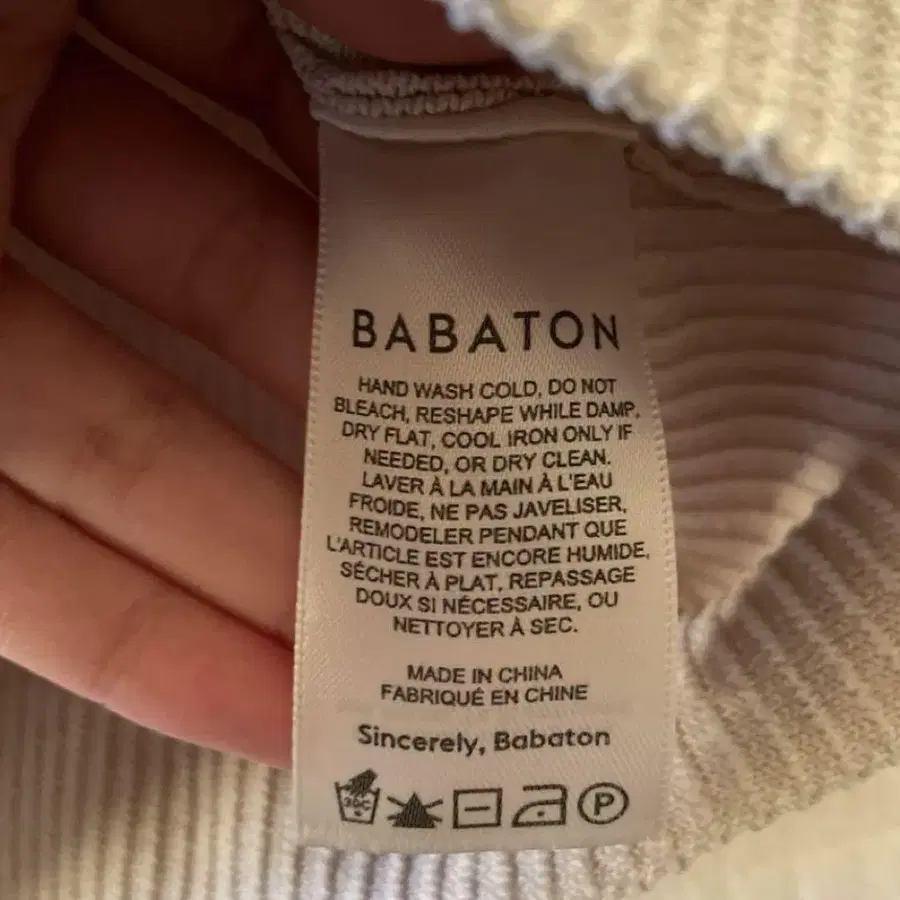 BABATON
HAND WASH COLD, DO NOT
BLEACH, RESHAPE WHILE DAMP,
DRY FLAT, COOL IRON ONLY IF
NEEDED, OR DRY CLEAN.
LAVER À LA MAIN À L'EAU
FROIDE, NE PAS JAVELISER,
REMODELER PENDANT QUE
L'ARTICLE EST ENCORE HUMIDE,
SÉCHER À PLAT, REPASSAGE
DOUX SI NÉCESSAIRE, OU
NETTOYER À SEC.
MADE IN CHINA
FABRIQUÉ EN CHINE
Sincerely, Babaton
30C P